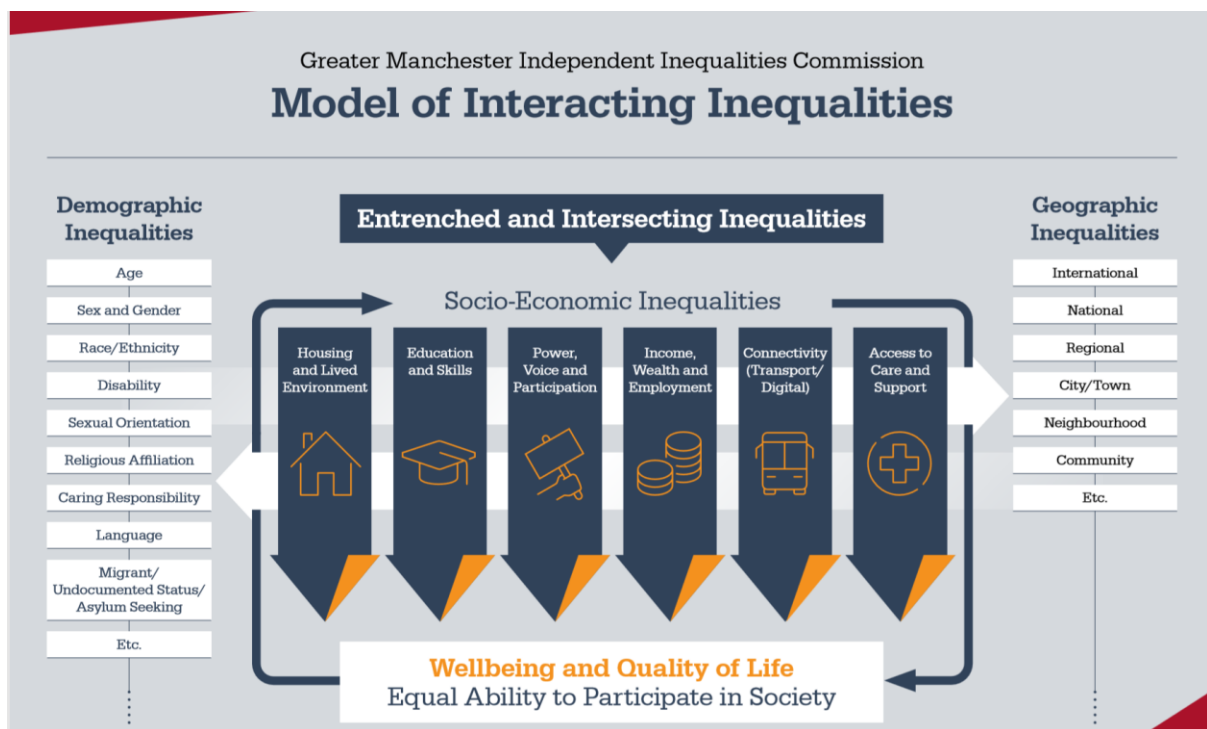 Greater Manchester Independent Inequalities Commission
Model of Interacting Inequalities
Demographic
Inequalities
Age
Sex and Gender
Race/Ethnicity
Disability
Sexual Orientation
Religious Affiliation
Caring Responsibility
Language
Migrant/
Undocumented Status/
Asylum Seeking
Etc.
Entrenched and Intersecting Inequalities
Socio-Economic Inequalities
Housing
and Lived
Environment
Education
and Skills
Power,
Voice and
Participation
Income,
Wealth and
Employment
Connectivity
(Transport/
Digital)
Access to
Care and
Support
Wellbeing and Quality of Life
Equal Ability to Participate in Society
Geographic
Inequalities
International
National
Regional
City/Town
Neighbourhood
Community
Etc.